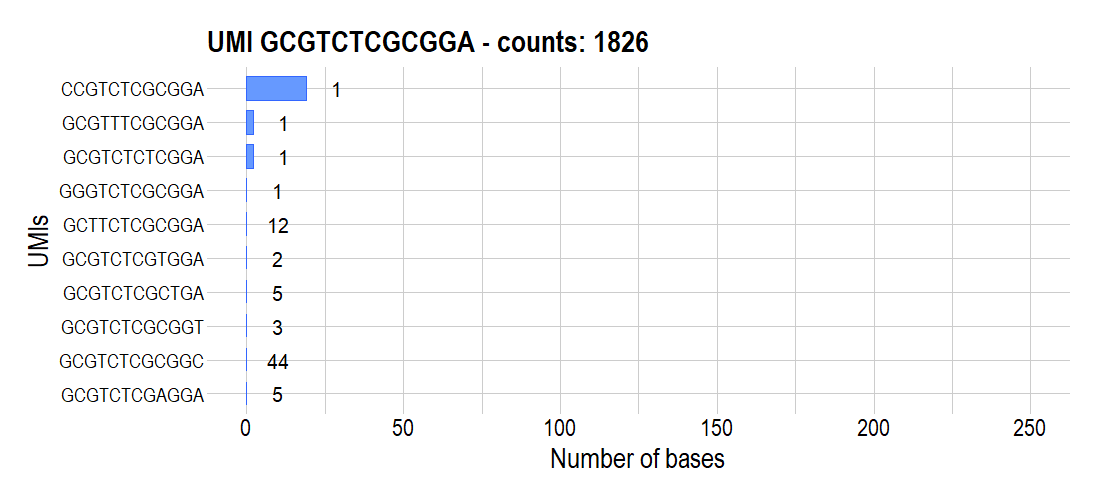 UMI GCGTCTCGCGGA - counts: 1826
CCGTCTCGCGGA 1
GCGTTTCGCGGA 1
GCGTCTCTCGGA 1
GGGTCTCGCGGA 1
GCTTCTCGCGGA 12
GCGTCTCGTGGA 2
GCGTCTCGCTGA 5
GCGTCTCGCGGT 3
GCGTCTCGCGGC 44
GCGTCTCGAGGA 5
UMIs
0 50 100 150 200 250
Number of bases